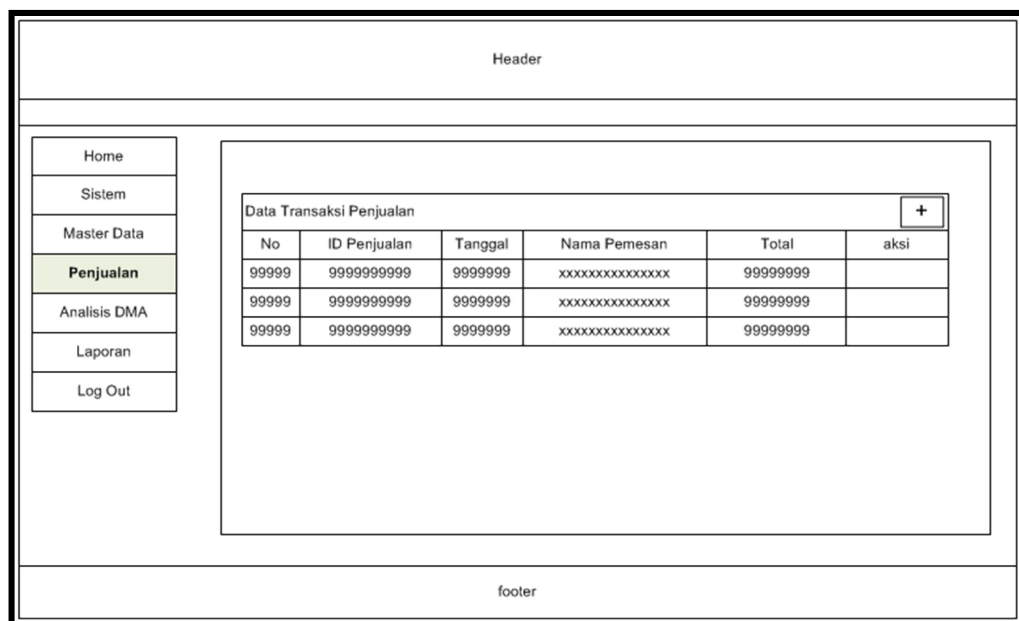 Header
Home
Sistem
Master Data
Penjualan
Analisis DMA
Laporan
Log Out
Data Transaksi Penjualan +
No ID Penjualan Tanggal Nama Pemesan Total aksi
99999 9999999999 9999999 xxxxxxxxxxxxxxx 99999999
99999 9999999999 9999999 xxxxxxxxxxxxxxx 99999999
99999 9999999999 9999999 xxxxxxxxxxxxxxx 99999999
footer